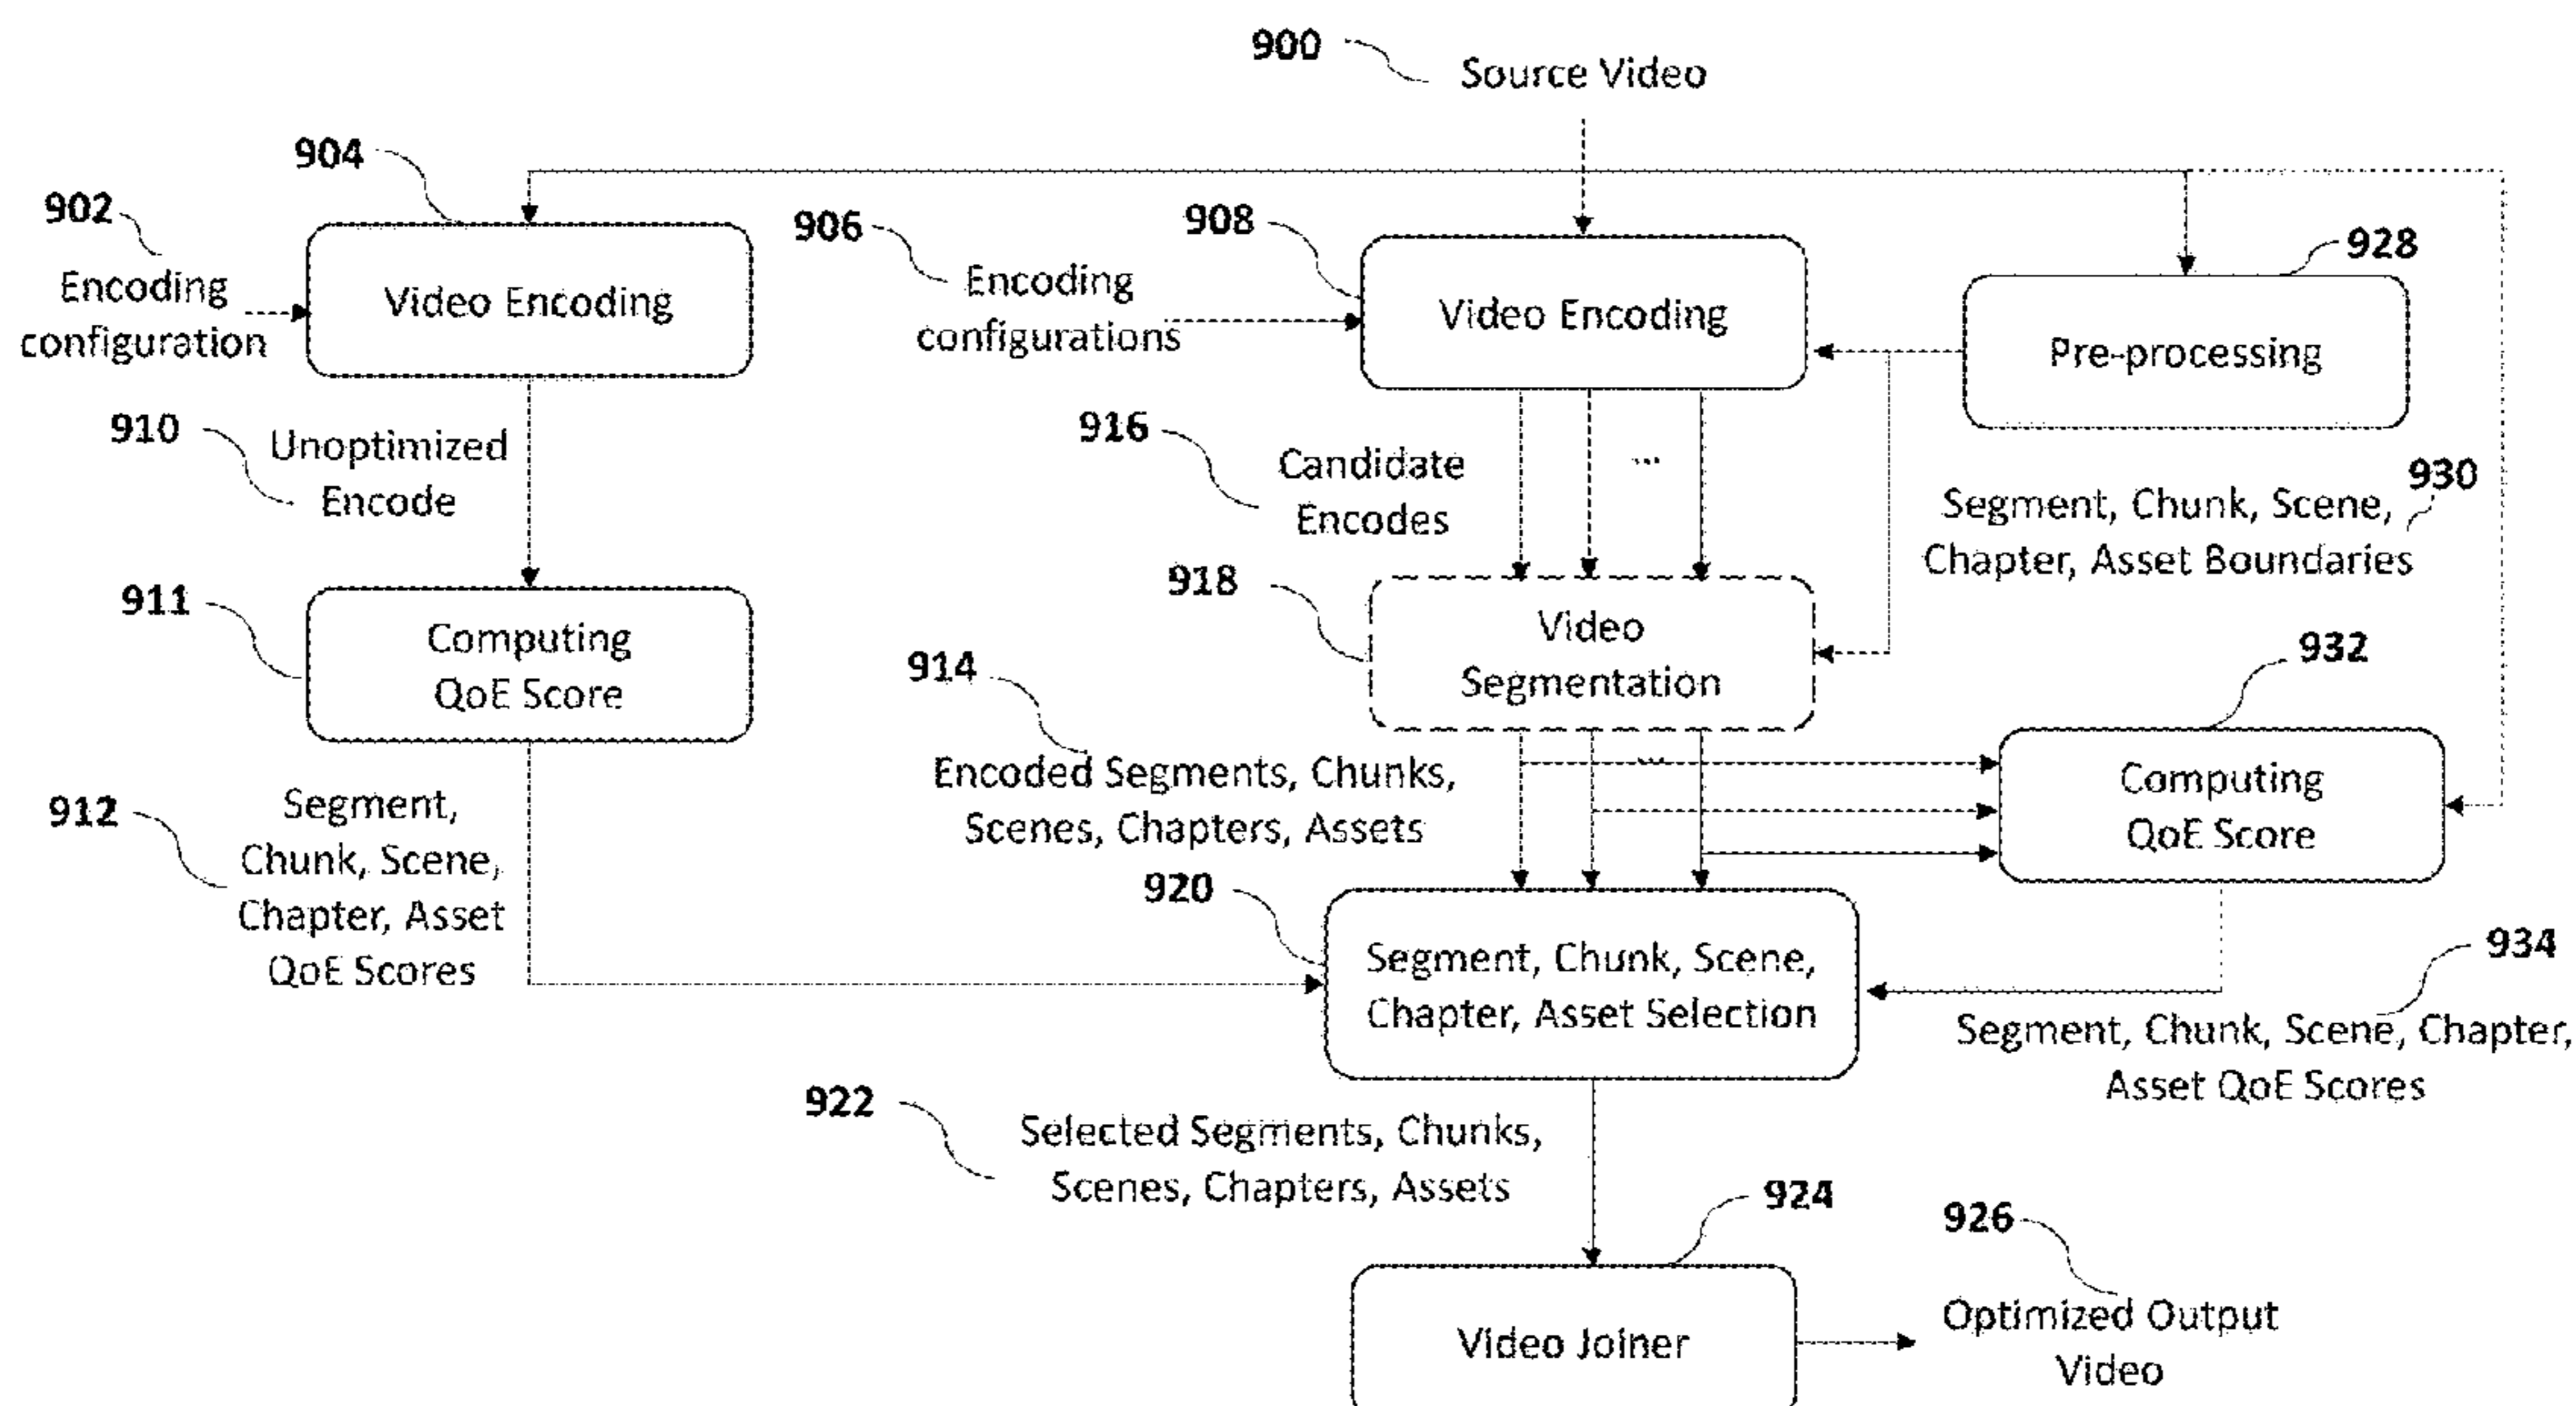 900
Source Video
904
902
906
908
928
Encoding
configuration
Video Encoding
Encoding
configurations
Video Encoding
Pre-processing
910
Unoptimized
Encode
916
Candidate
Encodes
...
930
Segment, Chunk, Scene,
Chapter, Asset Boundaries
911
Computing
QoE Score
918
Video
Segmentation
914
Encoded Segments, Chunks,
Scenes, Chapters, Assets
...
932
Computing
QoE Score
912
Segment,
Chunk, Scene,
Chapter, Asset
QoE Scores
920
Segment, Chunk, Scene,
Chapter, Asset Selection
934
Segment, Chunk, Scene, Chapter,
Asset QoE Scores
922
Selected Segments, Chunks,
Scenes, Chapters, Assets
924
Video Joiner
926
Optimized Output
Video